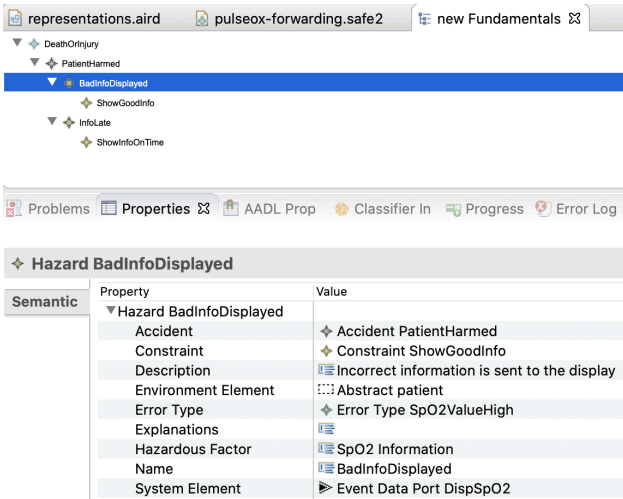 representations.aird pulseox-forwarding.safe2 new Fundamentals
DeathOrInjury
PatientHarmed
BadInfoDisplayed
ShowGoodInfo
InfoLate
ShowInfoOnTime
Problems Properties AADL Prop Classifier In Progress Error Log
Hazard BadInfoDisplayed
Semantic
Property Value
Hazard BadInfoDisplayed
Accident Accident PatientHarmed
Constraint Constraint ShowGoodInfo
Description Incorrect information is sent to the display
Environment Element Abstract patient
Error Type Error Type SpO2ValueHigh
Explanations
Hazardous Factor SpO2 Information
Name BadInfoDisplayed
System Element Event Data Port DispSpO2